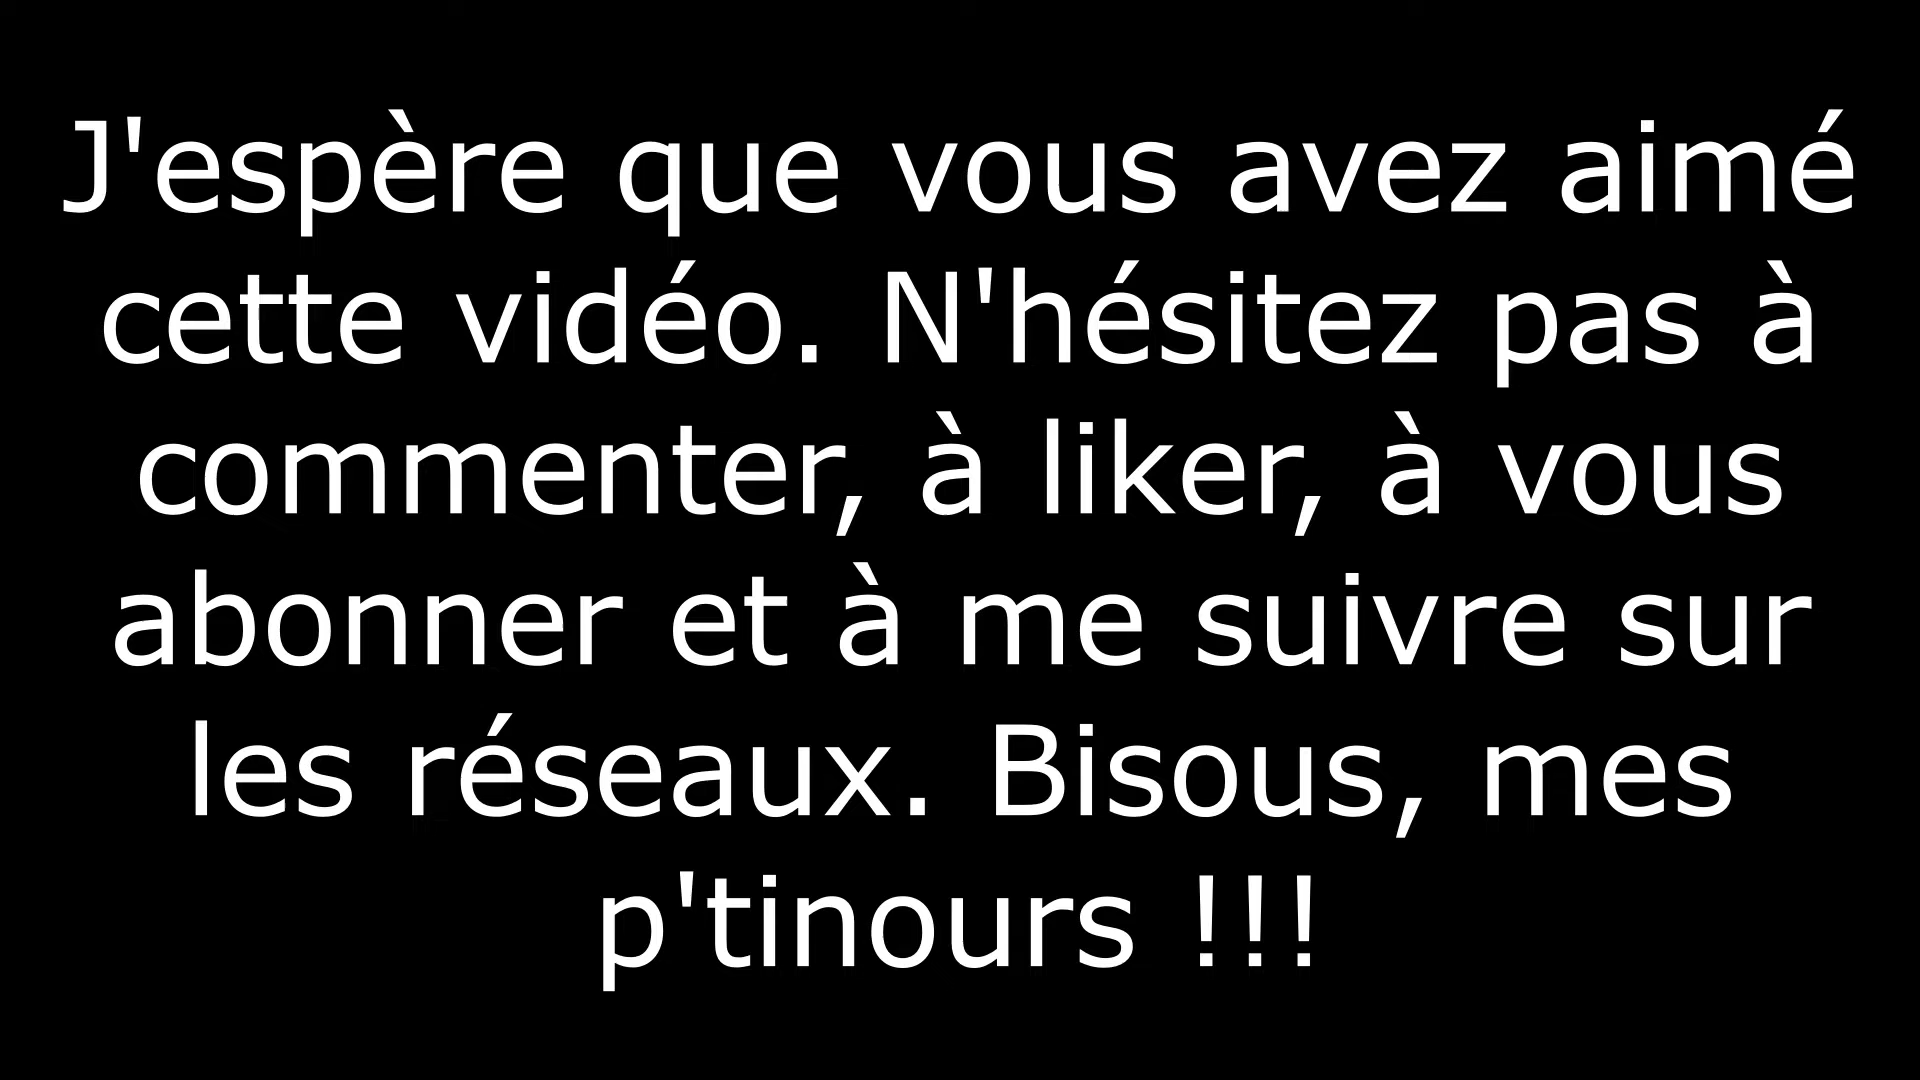 J'espère que vous avez aimé
cette vidéo. N'hésitez pas à
commenter, à liker, à vous
abonner et à me suivre sur
les réseaux. Bisous, mes
p'tinours !!!